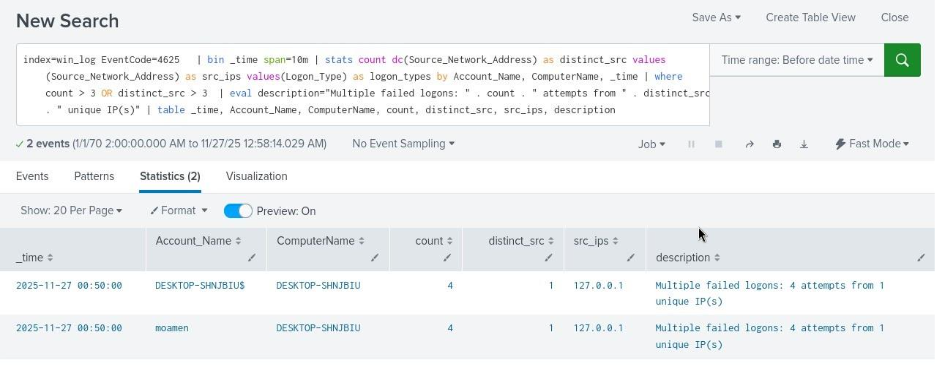 New Search
Save As Create Table View Close
index=win_log EventCode=4625 | bin _time span=10m | stats count dc(Source_Network_Address) as distinct_src values
(Source_Network_Address) as src_ips values(Logon_Type) as logon_types by Account_Name, ComputerName, _time | where
count > 3 OR distinct_src > 3 | eval description="Multiple failed logons: " . count . " attempts from " . distinct_src
. " unique IP(s)" | table _time, Account_Name, ComputerName, count, distinct_src, src_ips, description
Time range: Before date time
2 events (1/1/70 2:00:00.000 AM to 11/27/25 12:58:14.029 AM) No Event Sampling Job Fast Mode
Events Patterns Statistics (2) Visualization
Show: 20 Per Page Format Preview: On
_time Account_Name ComputerName count distinct_src src_ips description
2025-11-27 00:50:00 DESKTOP-SHNJBIU$ DESKTOP-SHNJBIU 4 1 127.0.0.1 Multiple failed logons: 4 attempts from 1
unique IP(s)
2025-11-27 00:50:00 moamen DESKTOP-SHNJBIU 4 1 127.0.0.1 Multiple failed logons: 4 attempts from 1
unique IP(s)